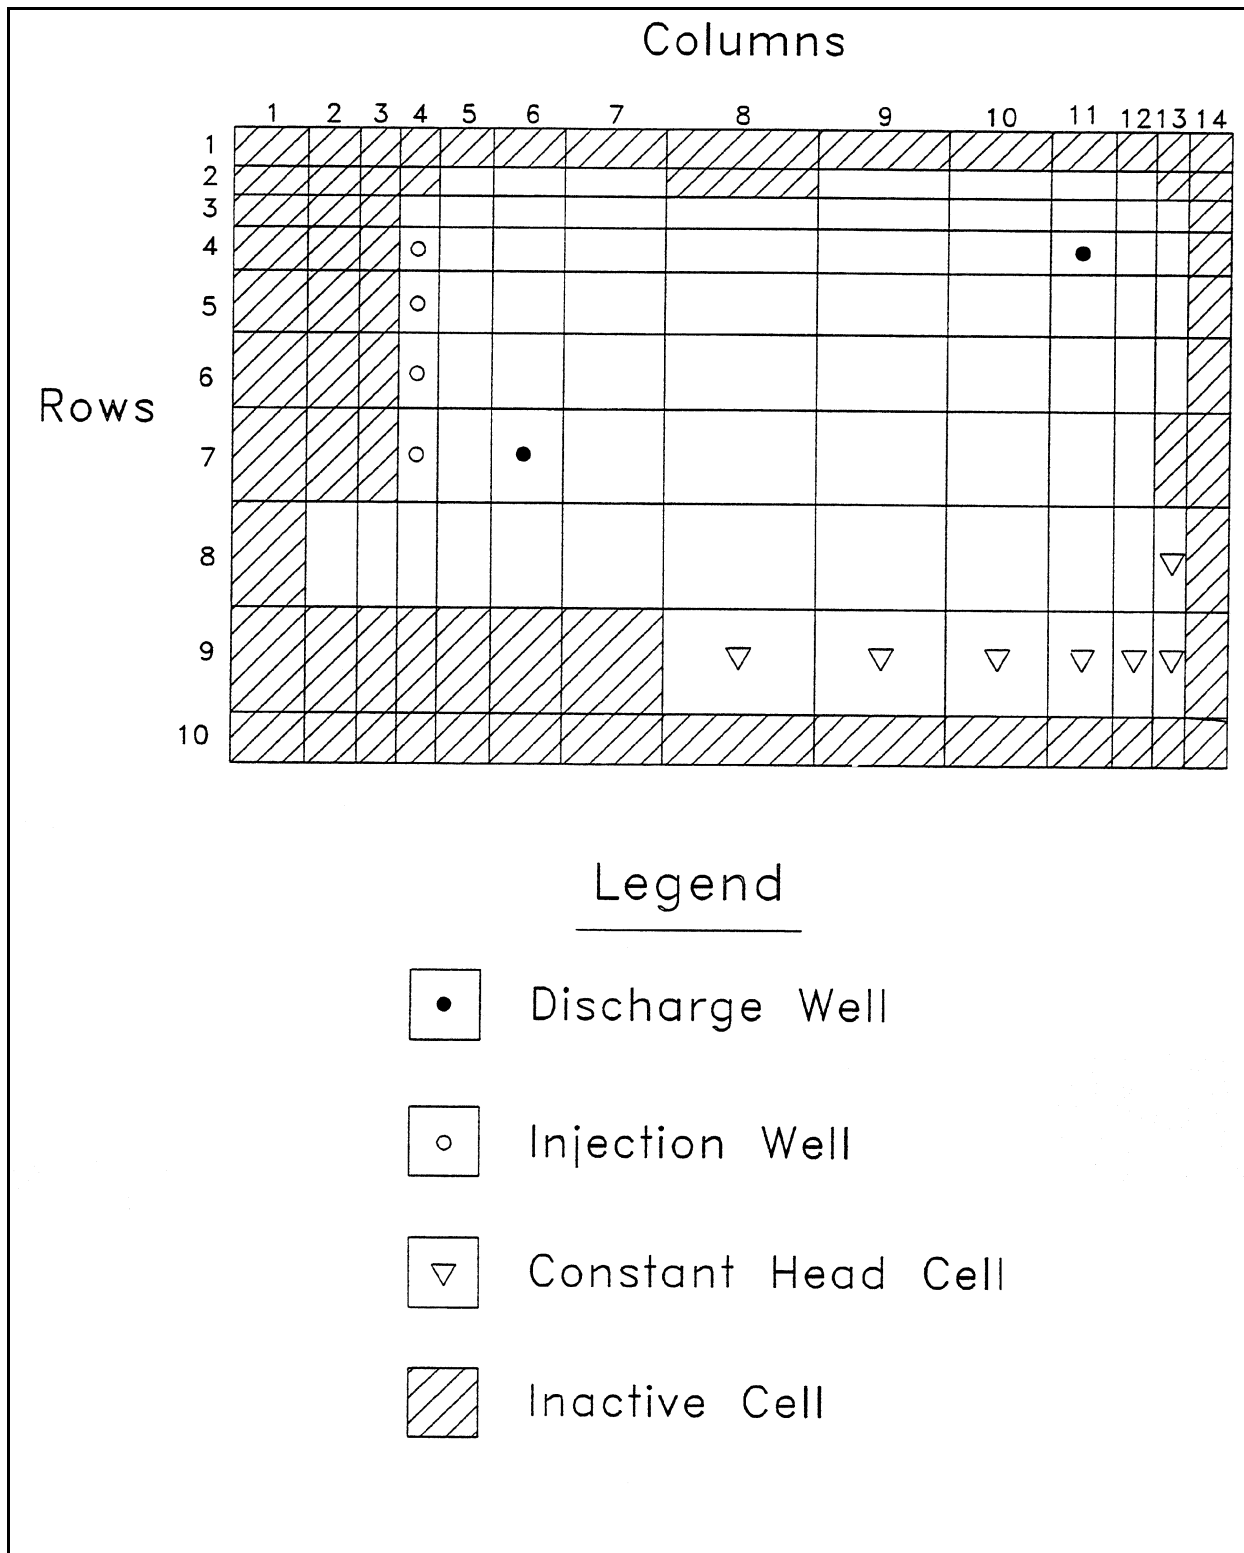 Columns
1 2 3 4 5 6 7 8 9 10 11 12 13 14
1
2
3
4
5
6
Rows
7
8
9
10
Legend
Discharge Well
Injection Well
Constant Head Cell
Inactive Cell